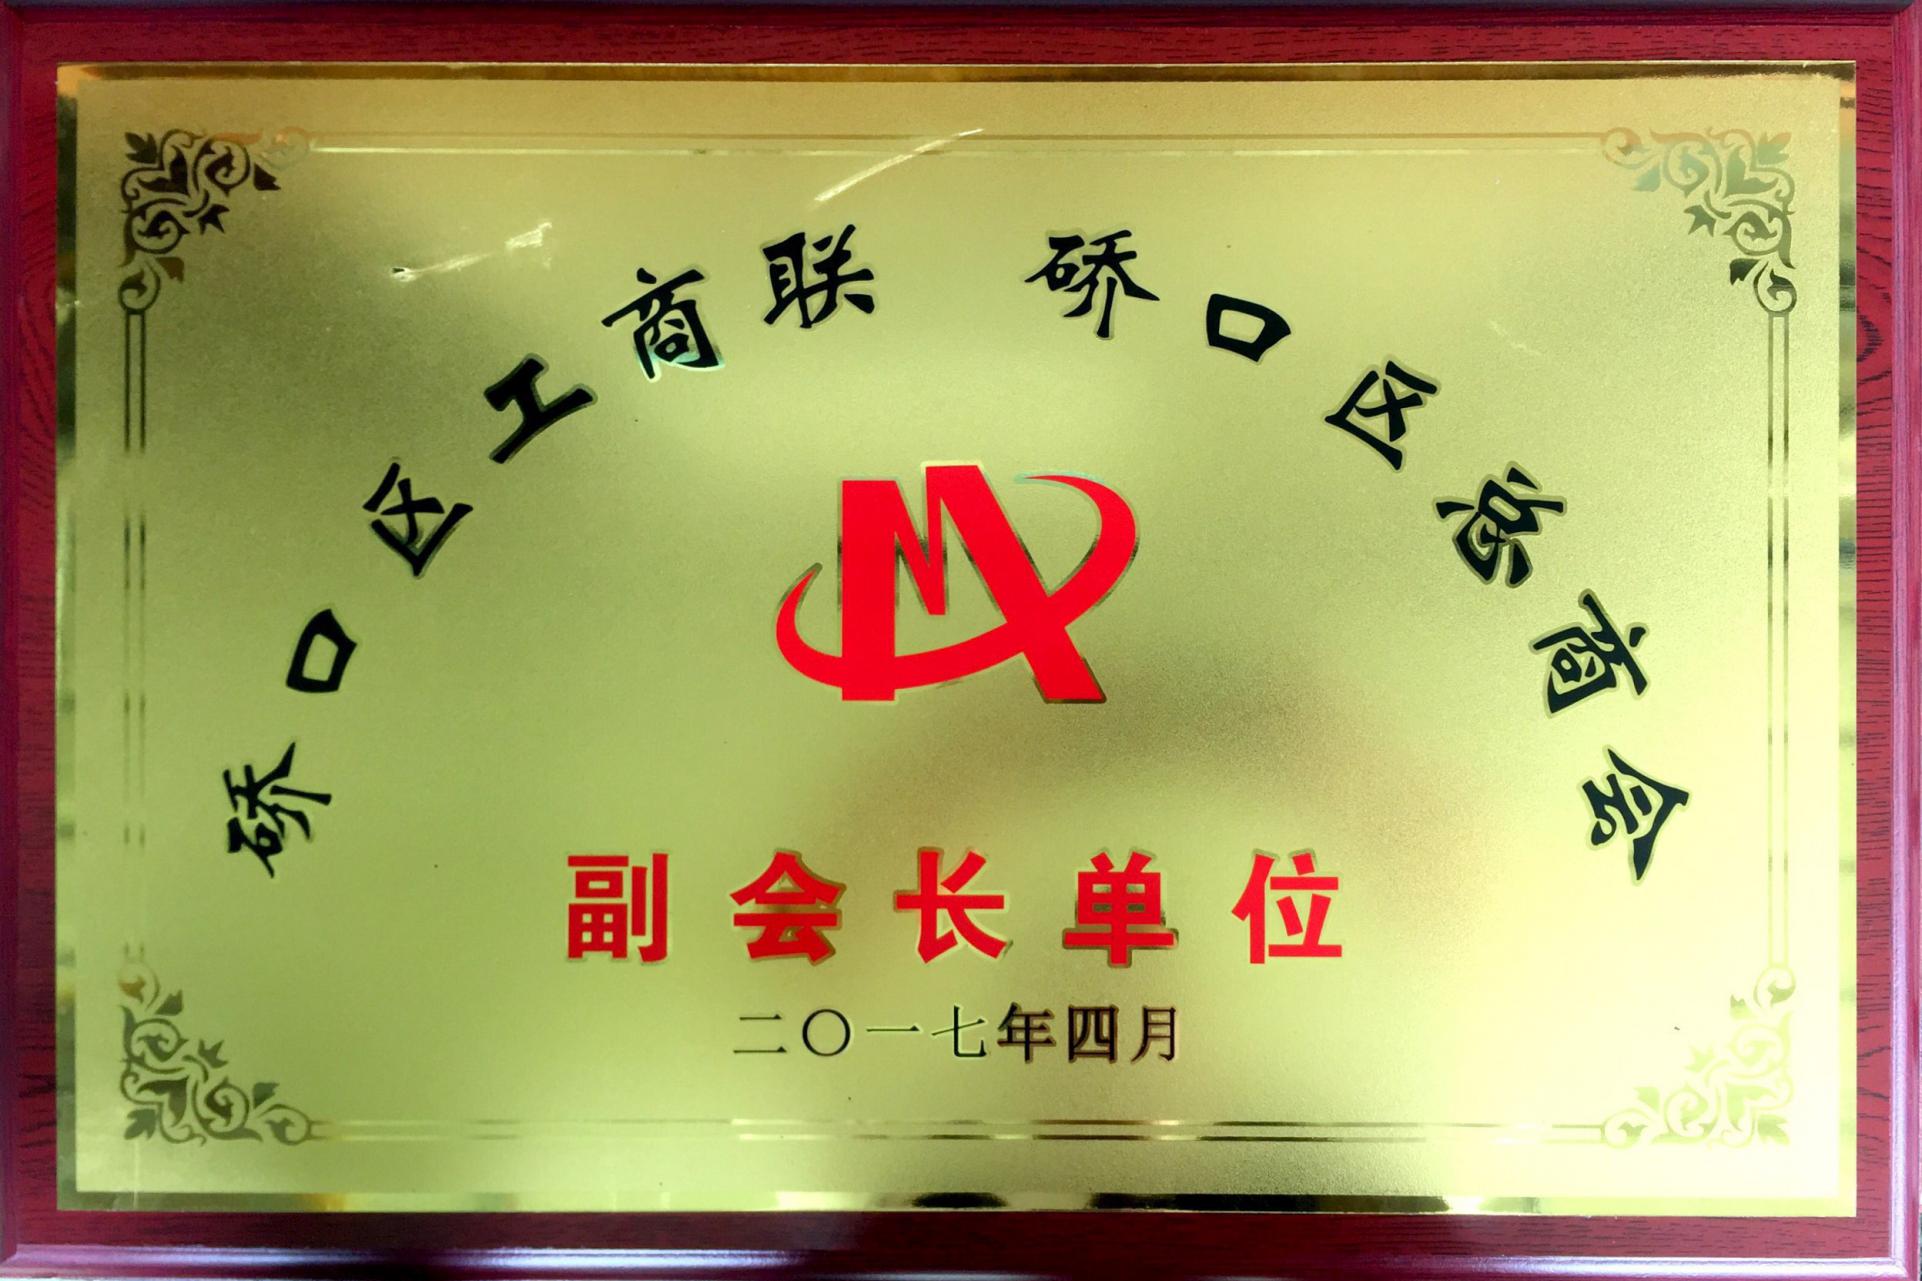 硚口区工商联 硚口区总商会
副会长单位
二〇一七年四月